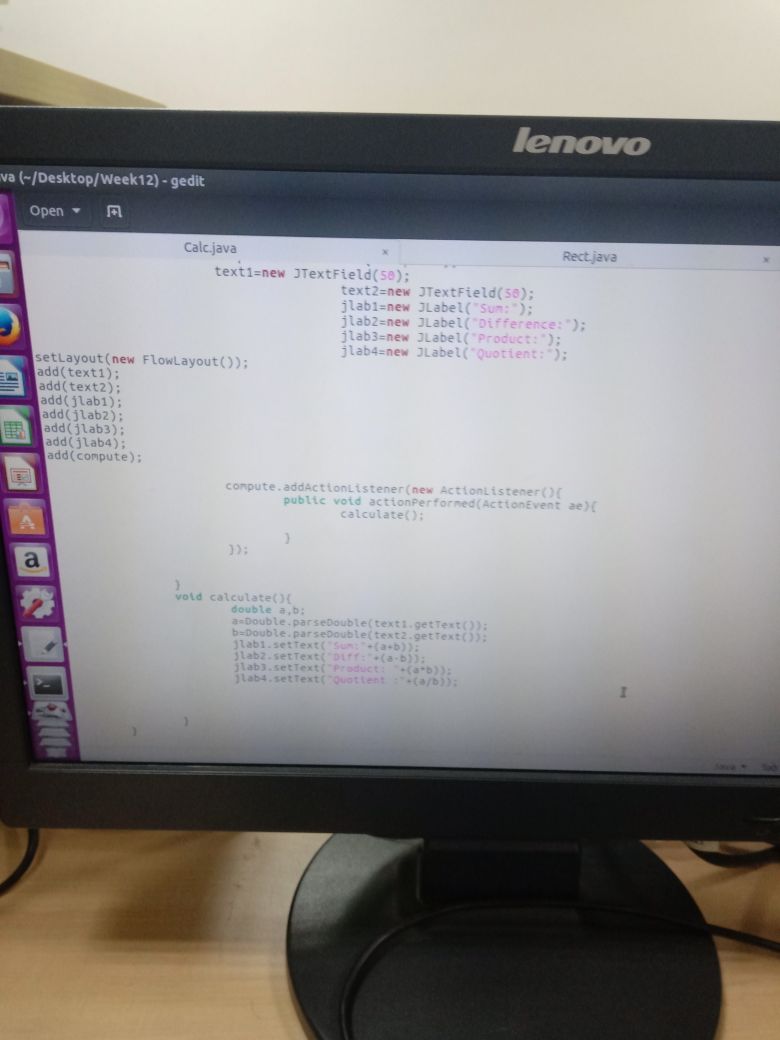 lenovo
va (~/Desktop/Week12) - gedit
Open
Calc.java × Rect.java ×
text1=new JTextField(50);
text2=new JTextField(50);
jlab1=new JLabel("Sum:");
jlab2=new JLabel("Difference:");
jlab3=new JLabel("Product:");
jlab4=new JLabel("Quotient:");
setLayout(new FlowLayout());
add(text1);
add(text2);
add(jlab1);
add(jlab2);
add(jlab3);
add(jlab4);
add(compute);
compute.addActionListener(new ActionListener(){
public void actionPerformed(ActionEvent ae){
calculate();
}
});
}
void calculate(){
double a,b;
a=Double.parseDouble(text1.getText());
b=Double.parseDouble(text2.getText());
jlab1.setText("Sum:"+(a+b));
jlab2.setText("Diff:"+(a-b));
jlab3.setText("Product: "+(a*b));
jlab4.setText("Quotient :"+(a/b));
}
}
Java Tab